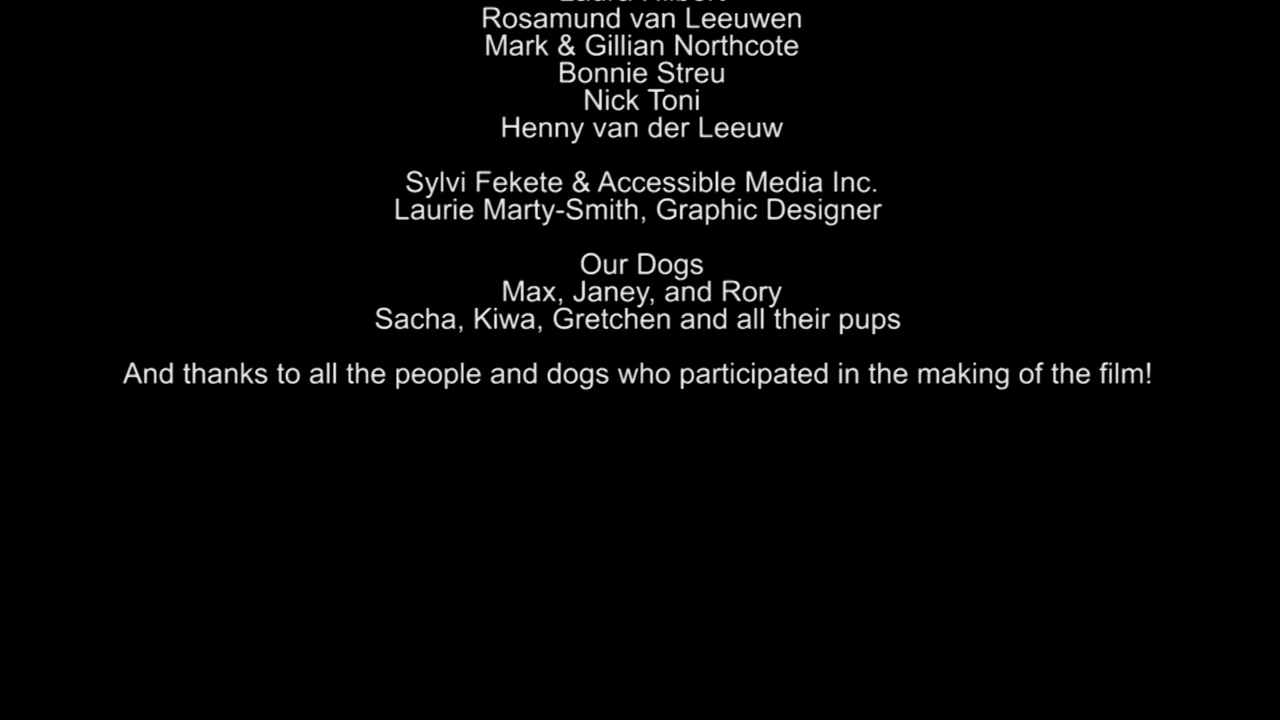 Rosamund van Leeuwen
Mark & Gillian Northcote
Bonnie Streu
Nick Toni
Henny van der Leeuw
Sylvi Fekete & Accessible Media Inc.
Laurie Marty-Smith, Graphic Designer
Our Dogs
Max, Janey, and Rory
Sacha, Kiwa, Gretchen and all their pups
And thanks to all the people and dogs who participated in the making of the film!